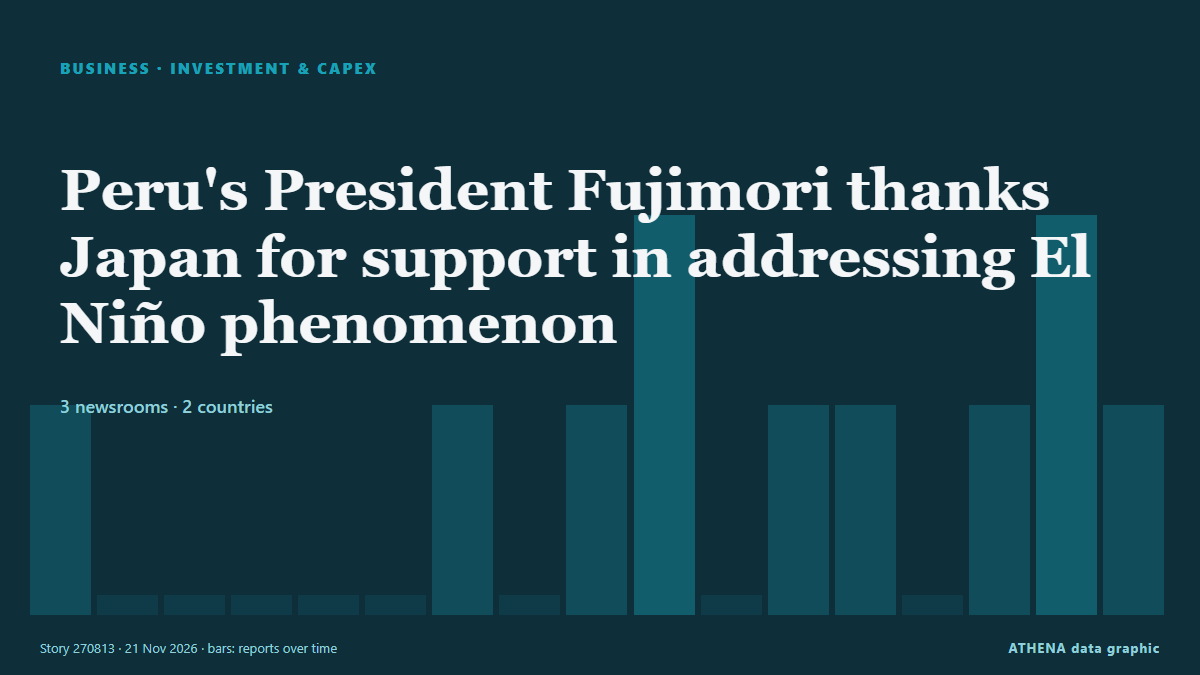 BUSINESS · INVESTMENT & CAPEX
Peru's President Fujimori thanks
Japan for support in addressing El
Niño phenomenon
3 newsrooms · 2 countries
Story 270813 · 21 Nov 2026 · bars: reports over time
ATHENA data graphic